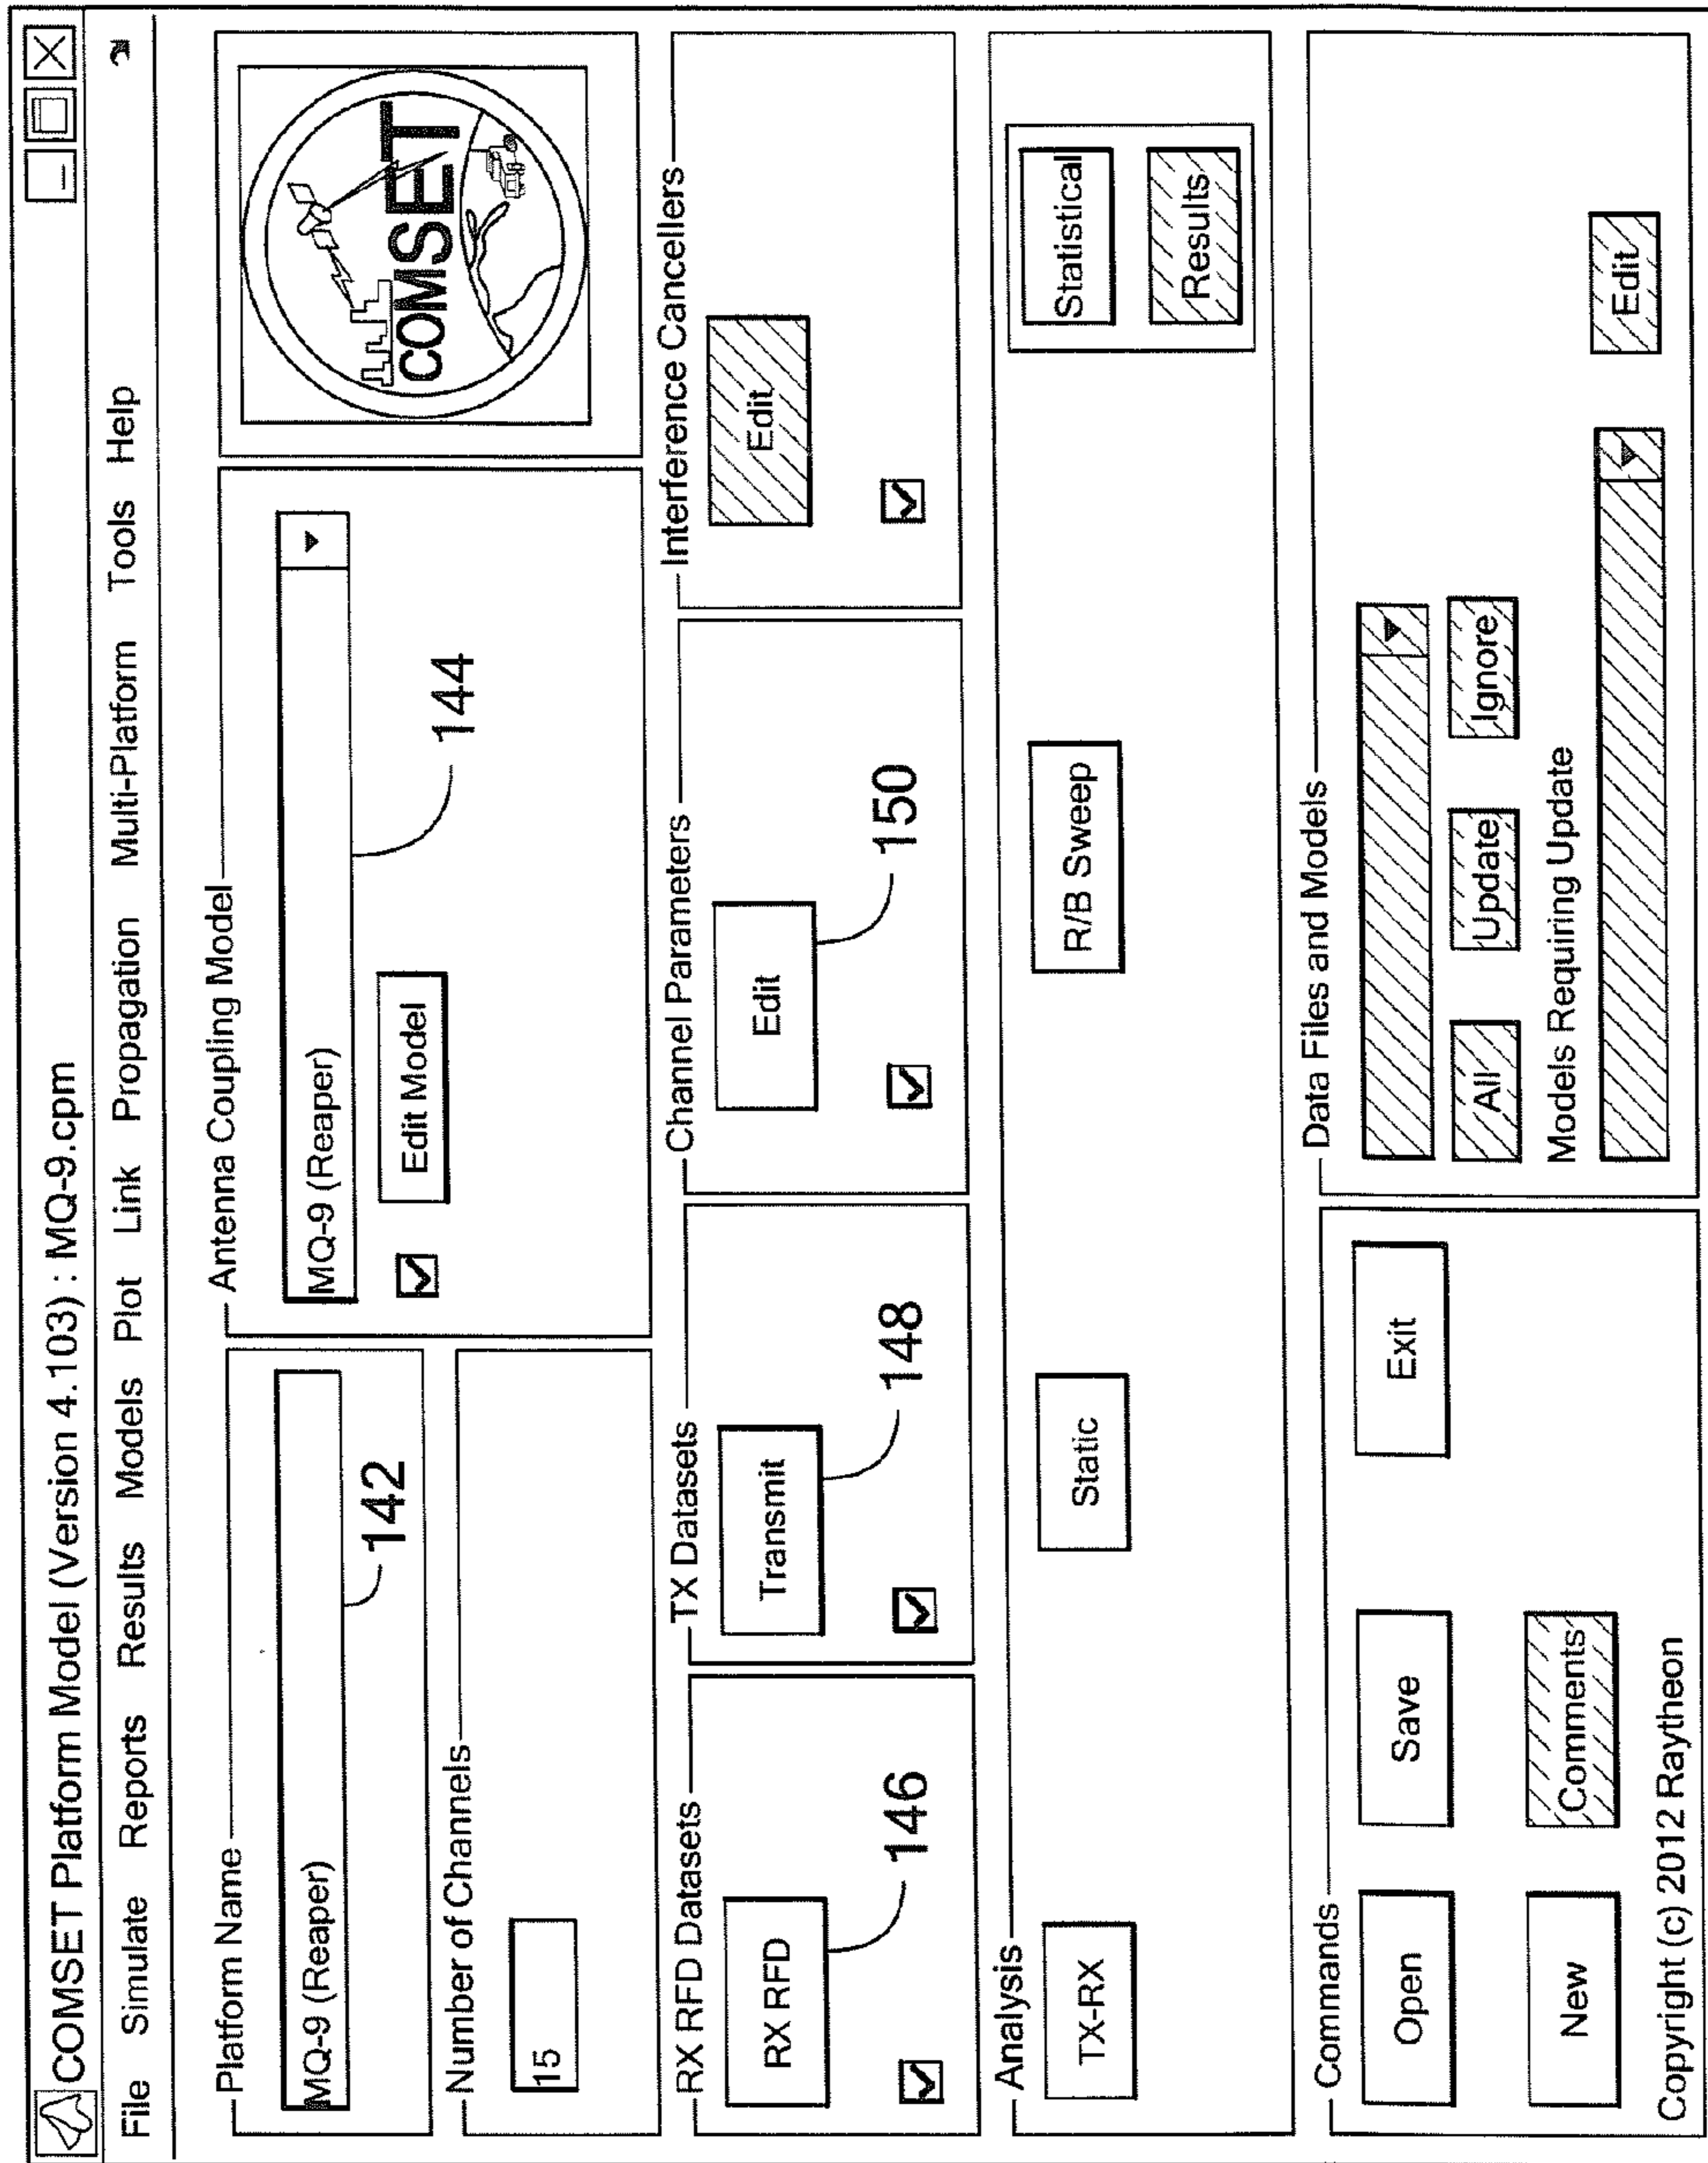 COMSET Platform Model (Version 4.103) : MQ-9.cpm
File Simulate Reports Results Models Plot Link Propagation Multi-Platform Tools Help
Platform Name
MQ-9 (Reaper)
142
Number of Channels
15
Antenna Coupling Model
MQ-9 (Reaper)
Edit Model
144
COMSET
RX RFD Datasets
RX RFD
146
TX Datasets
Transmit
148
Channel Parameters
Edit
150
Interference Cancellers
Edit
Analysis
TX-RX
Static
R/B Sweep
Statistical
Results
Commands
Open
Save
Exit
New
Comments
Data Files and Models
All
Update
Ignore
Models Requiring Update
Edit
Copyright (c) 2012 Raytheon